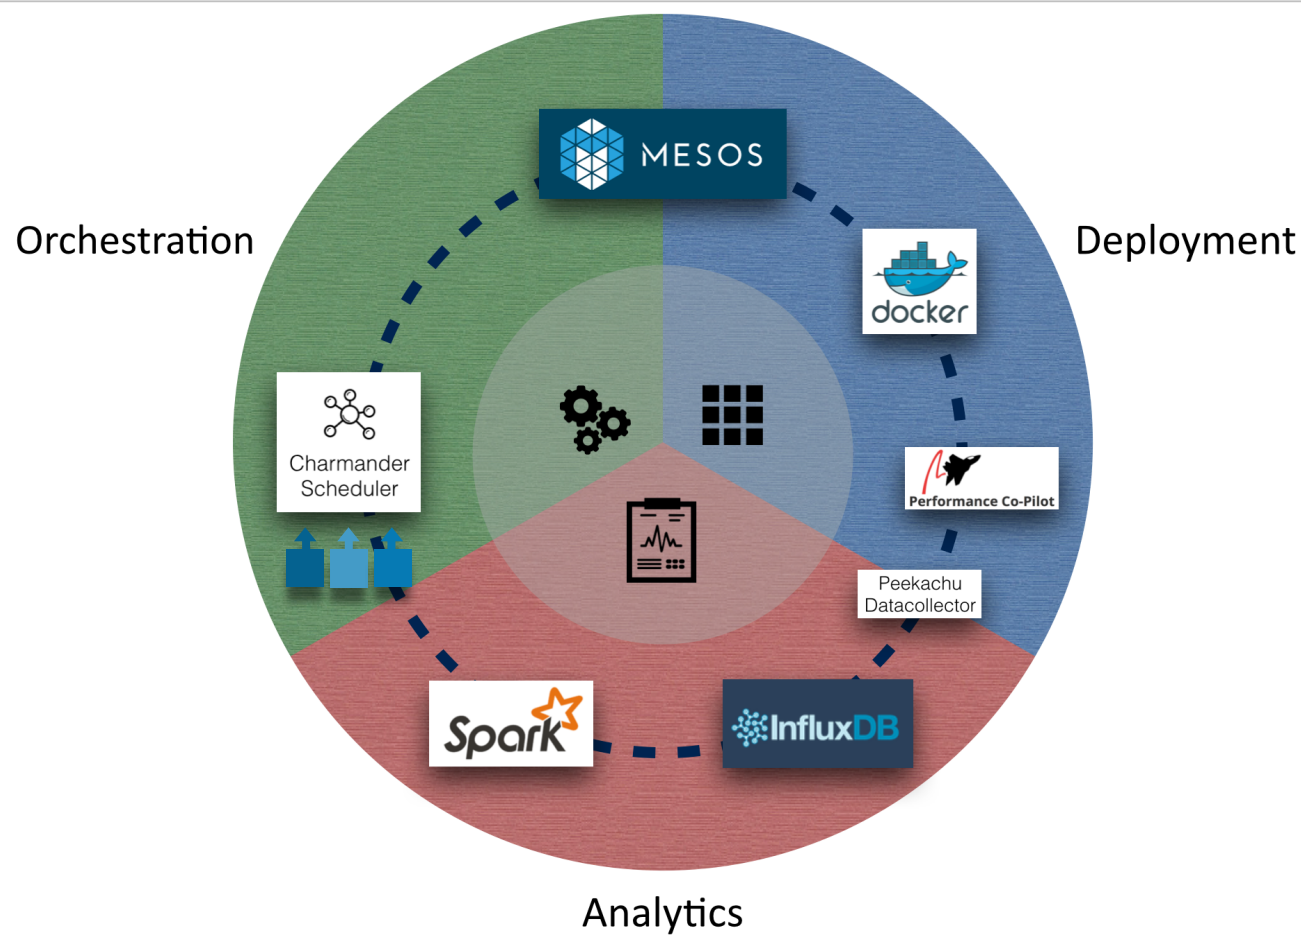 MESOS
Orchestration
Deployment
docker
Charmander
Scheduler
Performance Co-Pilot
Peekachu
Datacollector
Spark
InfluxDB
Analytics